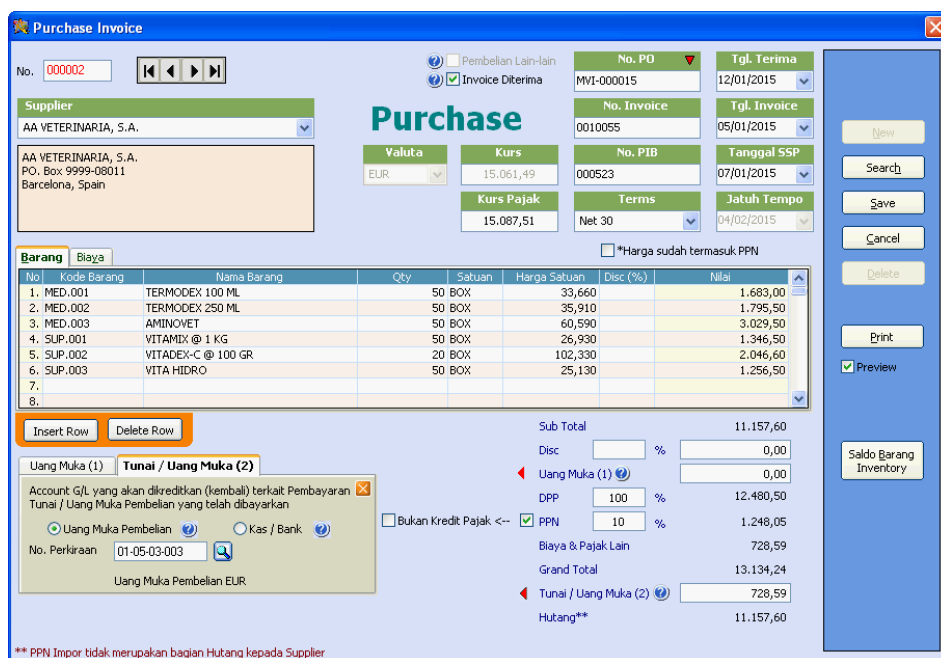 Purchase Invoice
No. 000002
Pembelian Lain-lain
Invoice Diterima
No. PO
Tgl. Terima
MVI-000015
12/01/2015
Supplier
AA VETERINARIA, S.A.
Purchase
No. Invoice
Tgl. Invoice
0010055
05/01/2015
AA VETERINARIA, S.A.
PO. Box 9999-08011
Barcelona, Spain
Valuta
Kurs
No. PIB
Tanggal SSP
EUR
15.061,49
000523
07/01/2015
Kurs Pajak
Terms
Jatuh Tempo
15.087,51
Net 30
04/02/2015
New
Search
Save
Cancel
Delete
Print
Preview
Saldo Barang
Inventory
*Harga sudah termasuk PPN
Barang Biaya
No Kode Barang Nama Barang Qty Satuan Harga Satuan Disc (%) Nilai
1. MED.001 TERMODEX 100 ML 50 BOX 33,660 1.683,00
2. MED.002 TERMODEX 250 ML 50 BOX 35,910 1.795,50
3. MED.003 AMINOVET 50 BOX 60,590 3.029,50
4. SUP.001 VITAMIX @ 1 KG 50 BOX 26,930 1.346,50
5. SUP.002 VITADEX-C @ 100 GR 20 BOX 102,330 2.046,60
6. SUP.003 VITA HIDRO 50 BOX 25,130 1.256,50
7.
8.
Insert Row Delete Row
Sub Total 11.157,60
Disc % 0,00
Uang Muka (1) ? 0,00
DPP 100 % 12.480,50
Bukan Kredit Pajak <-- PPN 10 % 1.248,05
Biaya & Pajak Lain 728,59
Grand Total 13.134,24
Tunai / Uang Muka (2) ? 728,59
Hutang** 11.157,60
Uang Muka (1) Tunai / Uang Muka (2)
Account G/L yang akan dikreditkan (kembali) terkait Pembayaran
Tunai / Uang Muka Pembelian yang telah dibayarkan
Uang Muka Pembelian ? Kas / Bank ?
No. Perkiraan 01-05-03-003
Uang Muka Pembelian EUR
** PPN Impor tidak merupakan bagian Hutang kepada Supplier